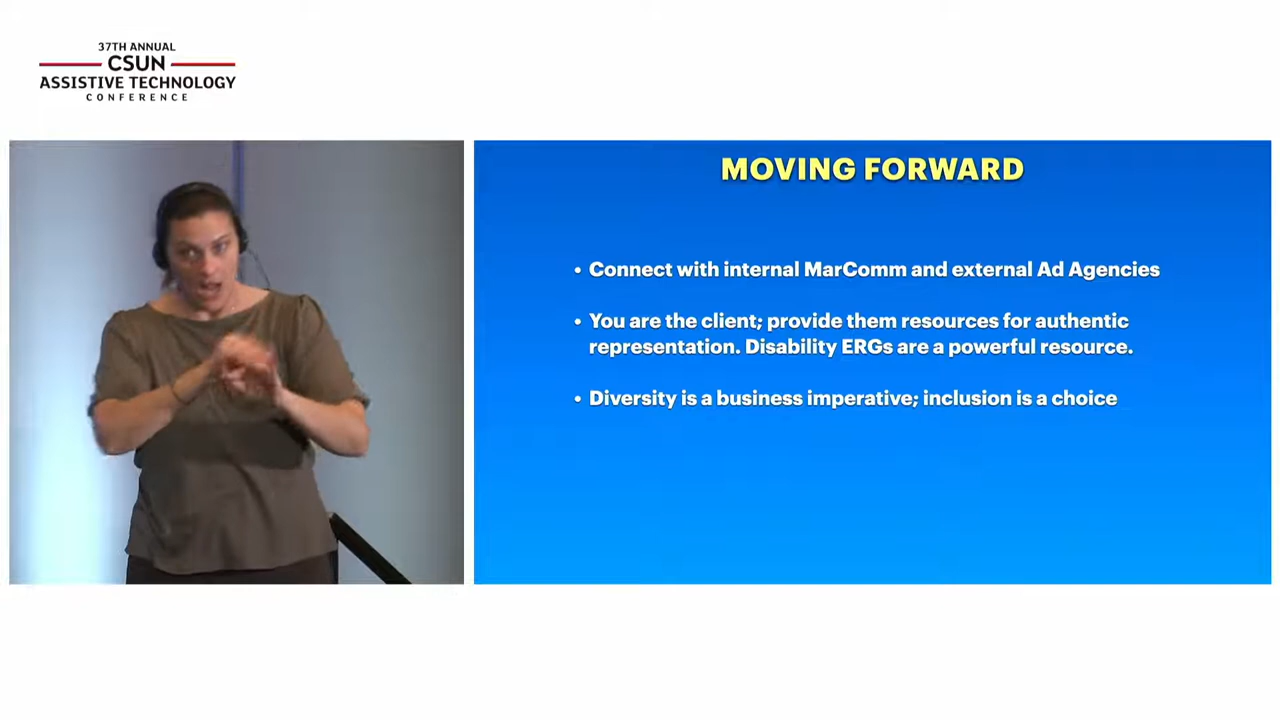 37TH ANNUAL
CSUN
ASSISTIVE TECHNOLOGY
CONFERENCE
MOVING FORWARD
• Connect with internal MarComm and external Ad Agencies
• You are the client; provide them resources for authentic
representation. Disability ERGs are a powerful resource.
• Diversity is a business imperative; inclusion is a choice